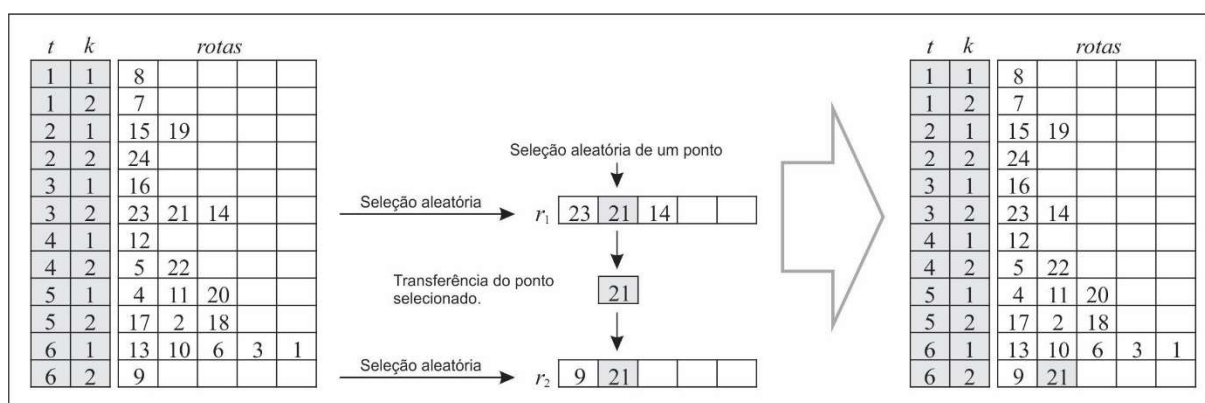 t k rotas
1 1 8
1 2 7
2 1 15 19
2 2 24
3 1 16
3 2 23 21 14
4 1 12
4 2 5 22
5 1 4 11 20
5 2 17 2 18
6 1 13 10 6 3 1
6 2 9
Seleção aleatória de um ponto
Seleção aleatória
r1 23 21 14
Transferência do ponto
selecionado.
21
Seleção aleatória
r2 9 21
t k rotas
1 1 8
1 2 7
2 1 15 19
2 2 24
3 1 16
3 2 23 14
4 1 12
4 2 5 22
5 1 4 11 20
5 2 17 2 18
6 1 13 10 6 3 1
6 2 9 21